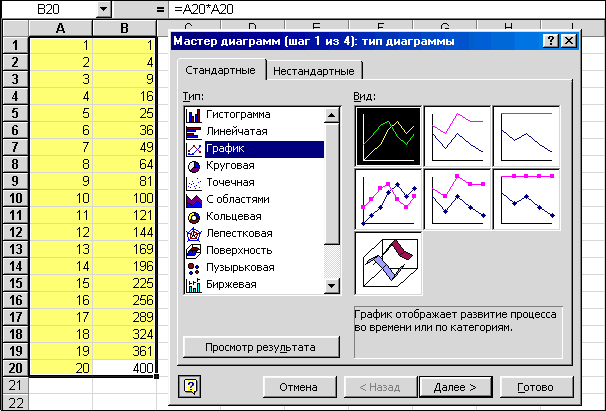 B20 = =A20*A20
A B C D E F G H I
1 1 1
2 2 4
3 3 9
4 4 16
5 5 25
6 6 36
7 7 49
8 8 64
9 9 81
10 10 100
11 11 121
12 12 144
13 13 169
14 14 196
15 15 225
16 16 256
17 17 289
18 18 324
19 19 361
20 20 400
21
22
Мастер диаграмм (шаг 1 из 4): тип диаграммы
Стандартные Нестандартные
Тип: Вид:
Гистограмма
Линейчатая
График
Круговая
Точечная
С областями
Кольцевая
Лепестковая
Поверхность
Пузырьковая
Биржевая
График отображает развитие процесса
во времени или по категориям.
Просмотр результата
Отмена < Назад Далее > Готово